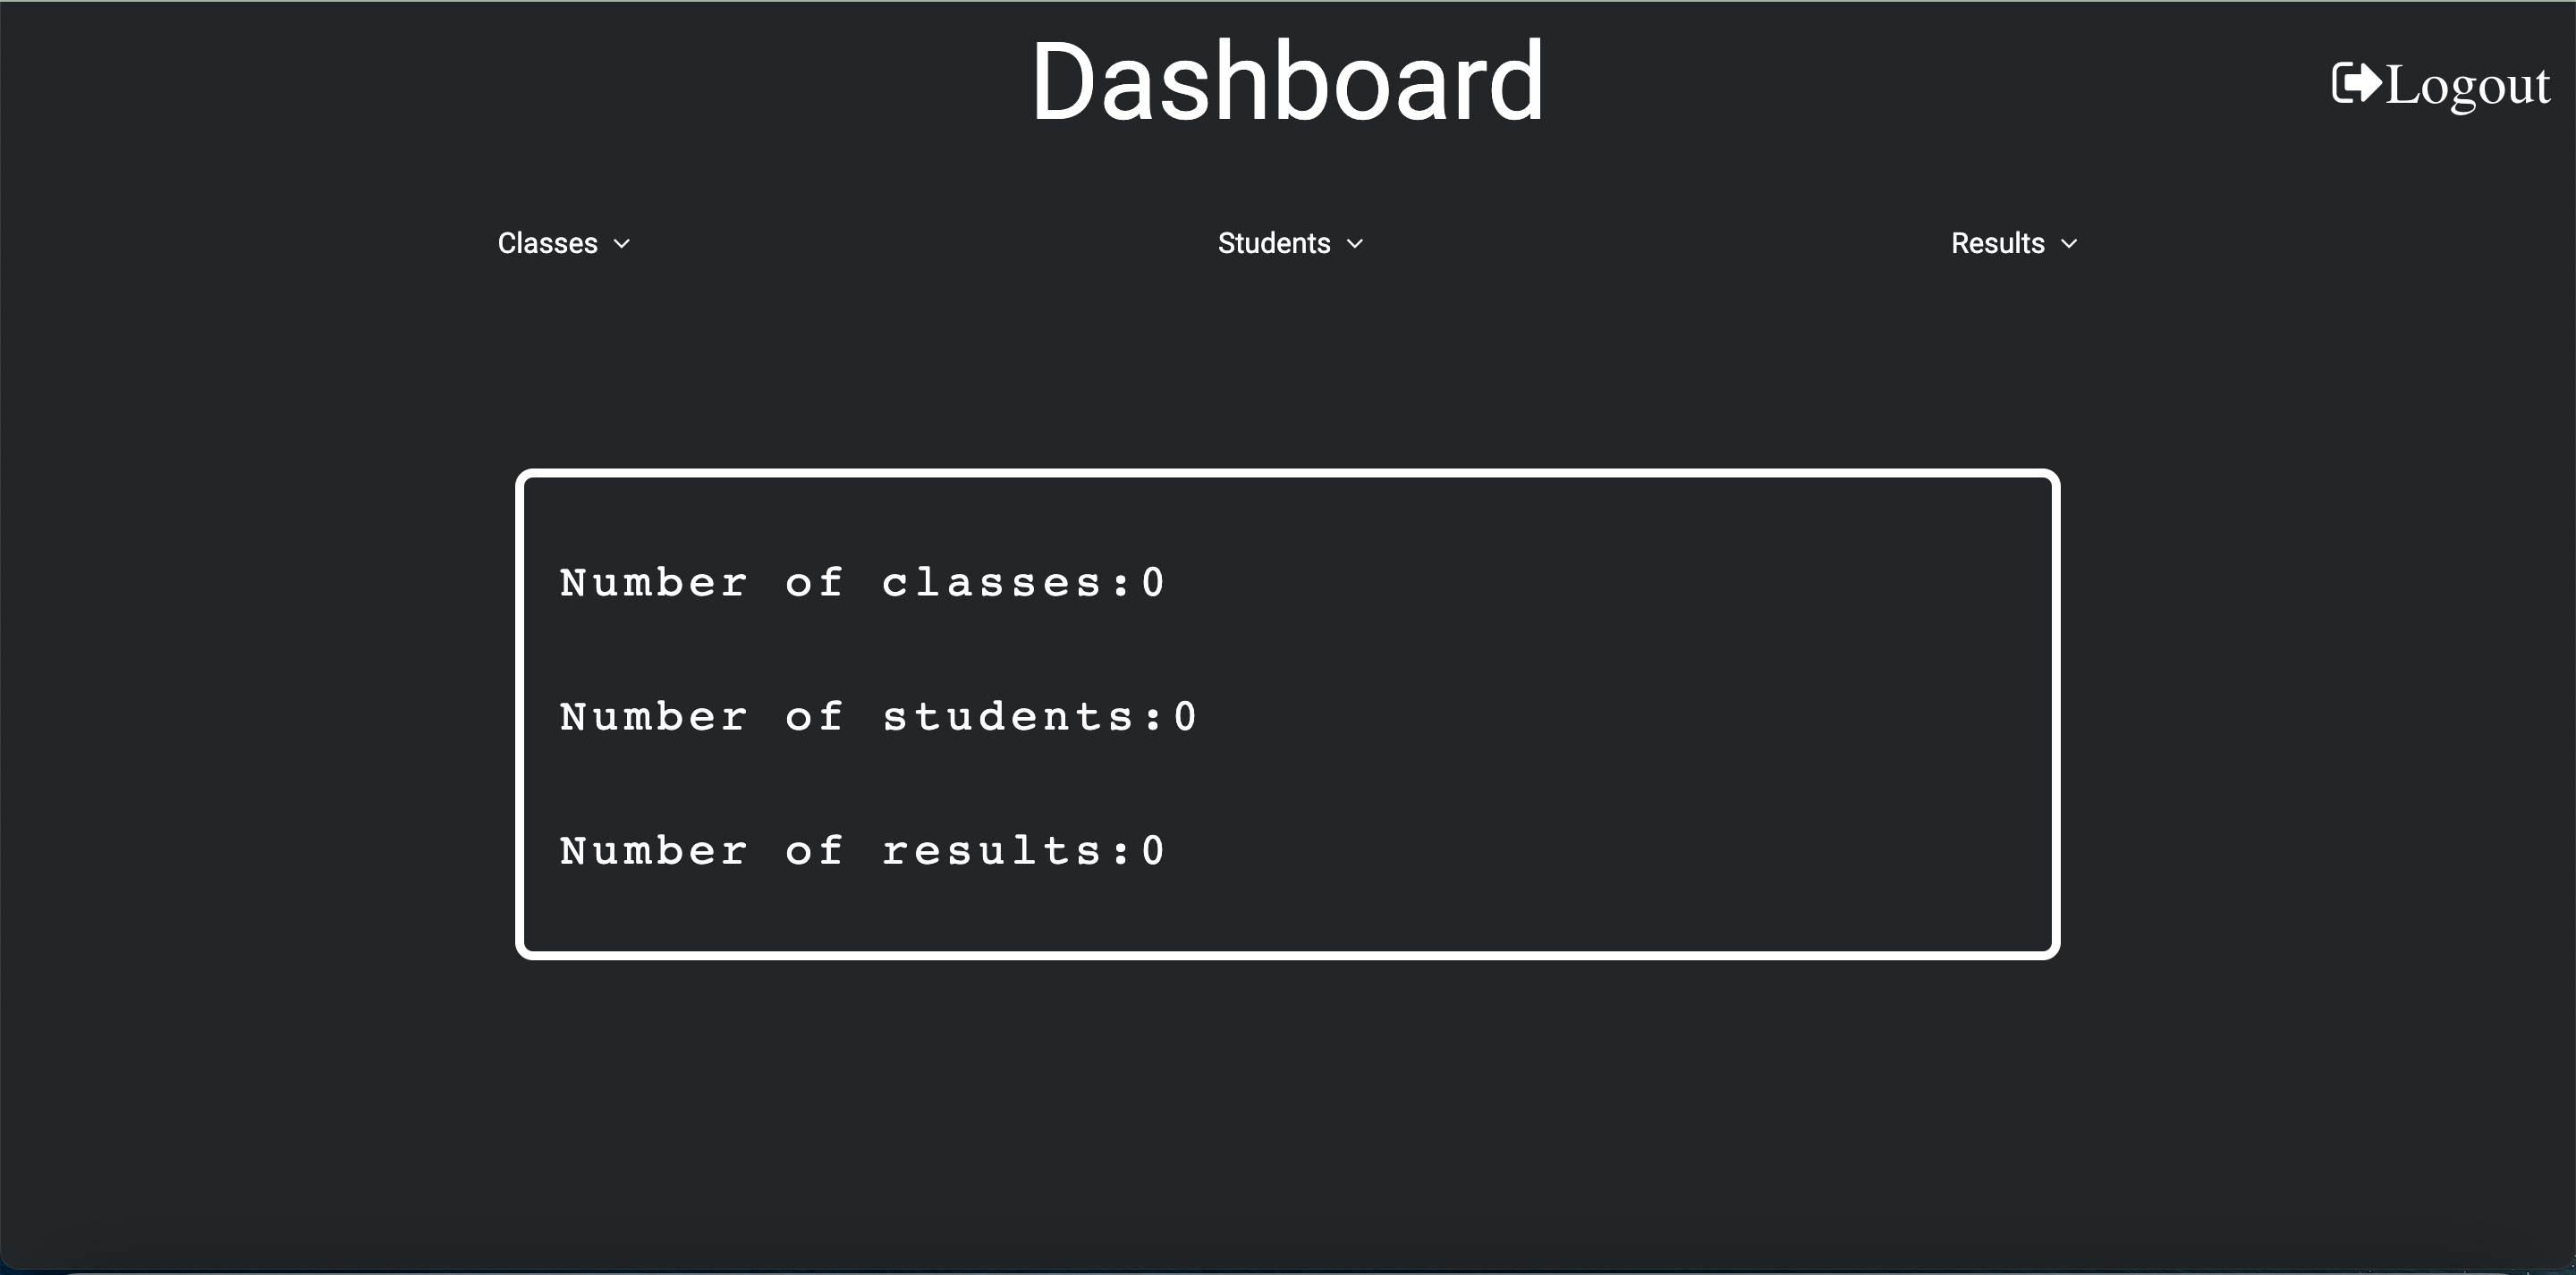 Dashboard
Logout
Classes
Students
Results
Number of classes:0
Number of students:0
Number of results:0